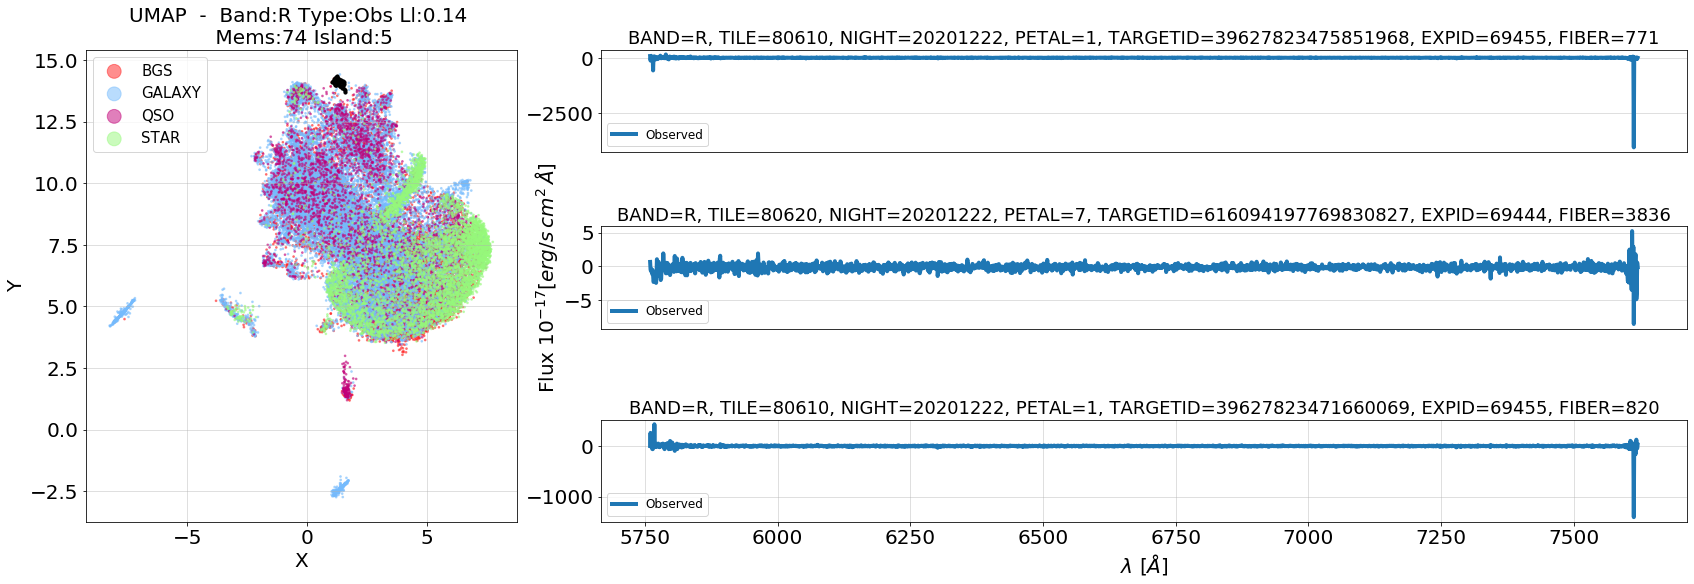 UMAP  -  Band:R Type:Obs Ll:0.14
Mems:74 Island:5
BGS
GALAXY
QSO
STAR
15.0
12.5
10.0
7.5
5.0
2.5
0.0
−2.5
Y
−5
0
5
X
BAND=R, TILE=80610, NIGHT=20201222, PETAL=1, TARGETID=39627823475851968, EXPID=69455, FIBER=771
0
−2500
Observed
BAND=R, TILE=80620, NIGHT=20201222, PETAL=7, TARGETID=616094197769830827, EXPID=69444, FIBER=3836
5
0
−5
Observed
Flux 10⁻¹⁷[erg/s cm² Å]
BAND=R, TILE=80610, NIGHT=20201222, PETAL=1, TARGETID=39627823471660069, EXPID=69455, FIBER=820
0
−1000
Observed
5750
6000
6250
6500
6750
7000
7250
7500
λ [Å]